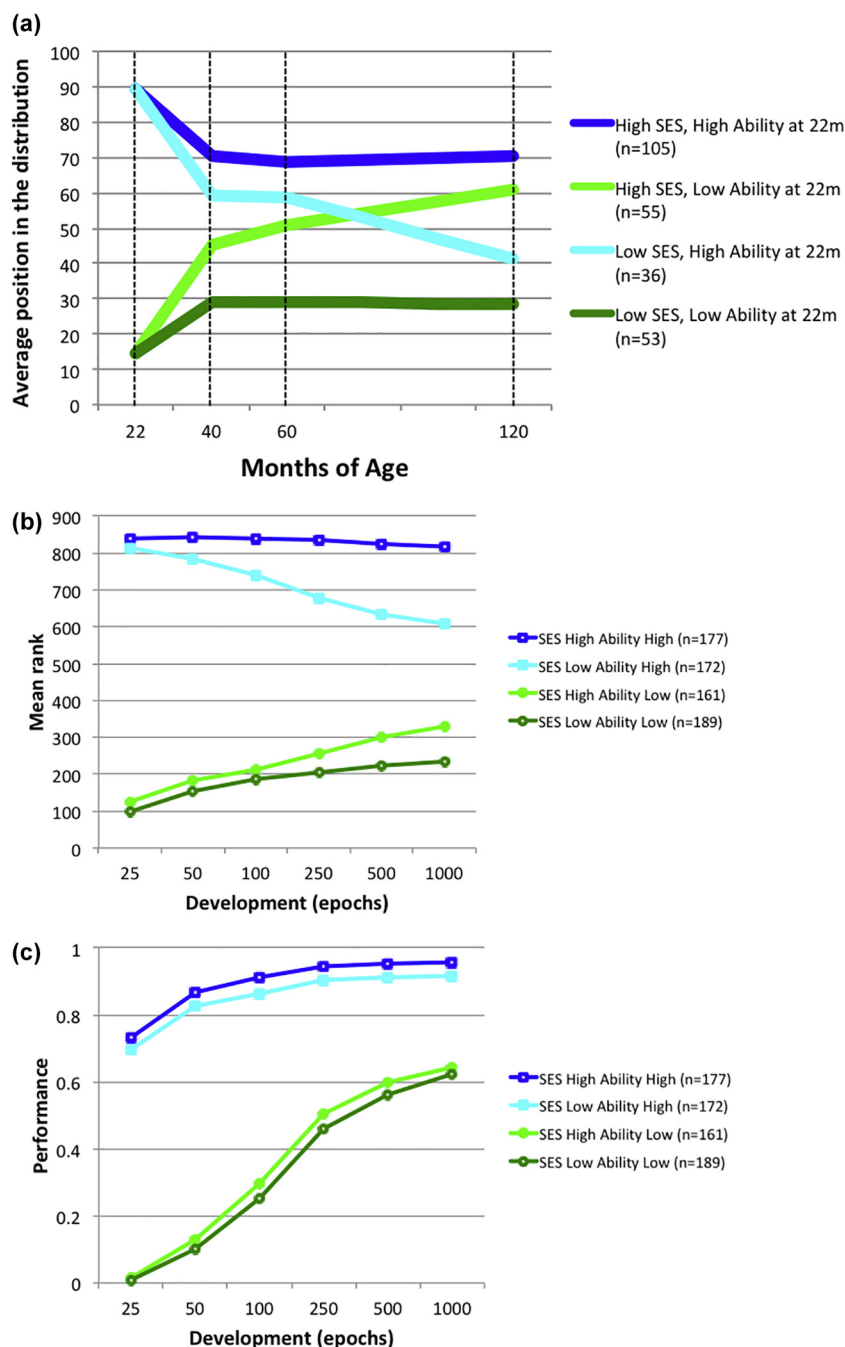 (a)
100
90
80
70
60
50
40
30
20
10
0
Average position in the distribution
22 40 60 120
Months of Age
High SES, High Ability at 22m
(n=105)
High SES, Low Ability at 22m
(n=55)
Low SES, High Ability at 22m
(n=36)
Low SES, Low Ability at 22m
(n=53)
(b)
900
800
700
600
500
400
300
200
100
0
Mean rank
25 50 100 250 500 1000
Development (epochs)
SES High Ability High (n=177)
SES Low Ability High (n=172)
SES High Ability Low (n=161)
SES Low Ability Low (n=189)
(c)
1
0.8
0.6
0.4
0.2
0
Performance
25 50 100 250 500 1000
Development (epochs)
SES High Ability High (n=177)
SES Low Ability High (n=172)
SES High Ability Low (n=161)
SES Low Ability Low (n=189)